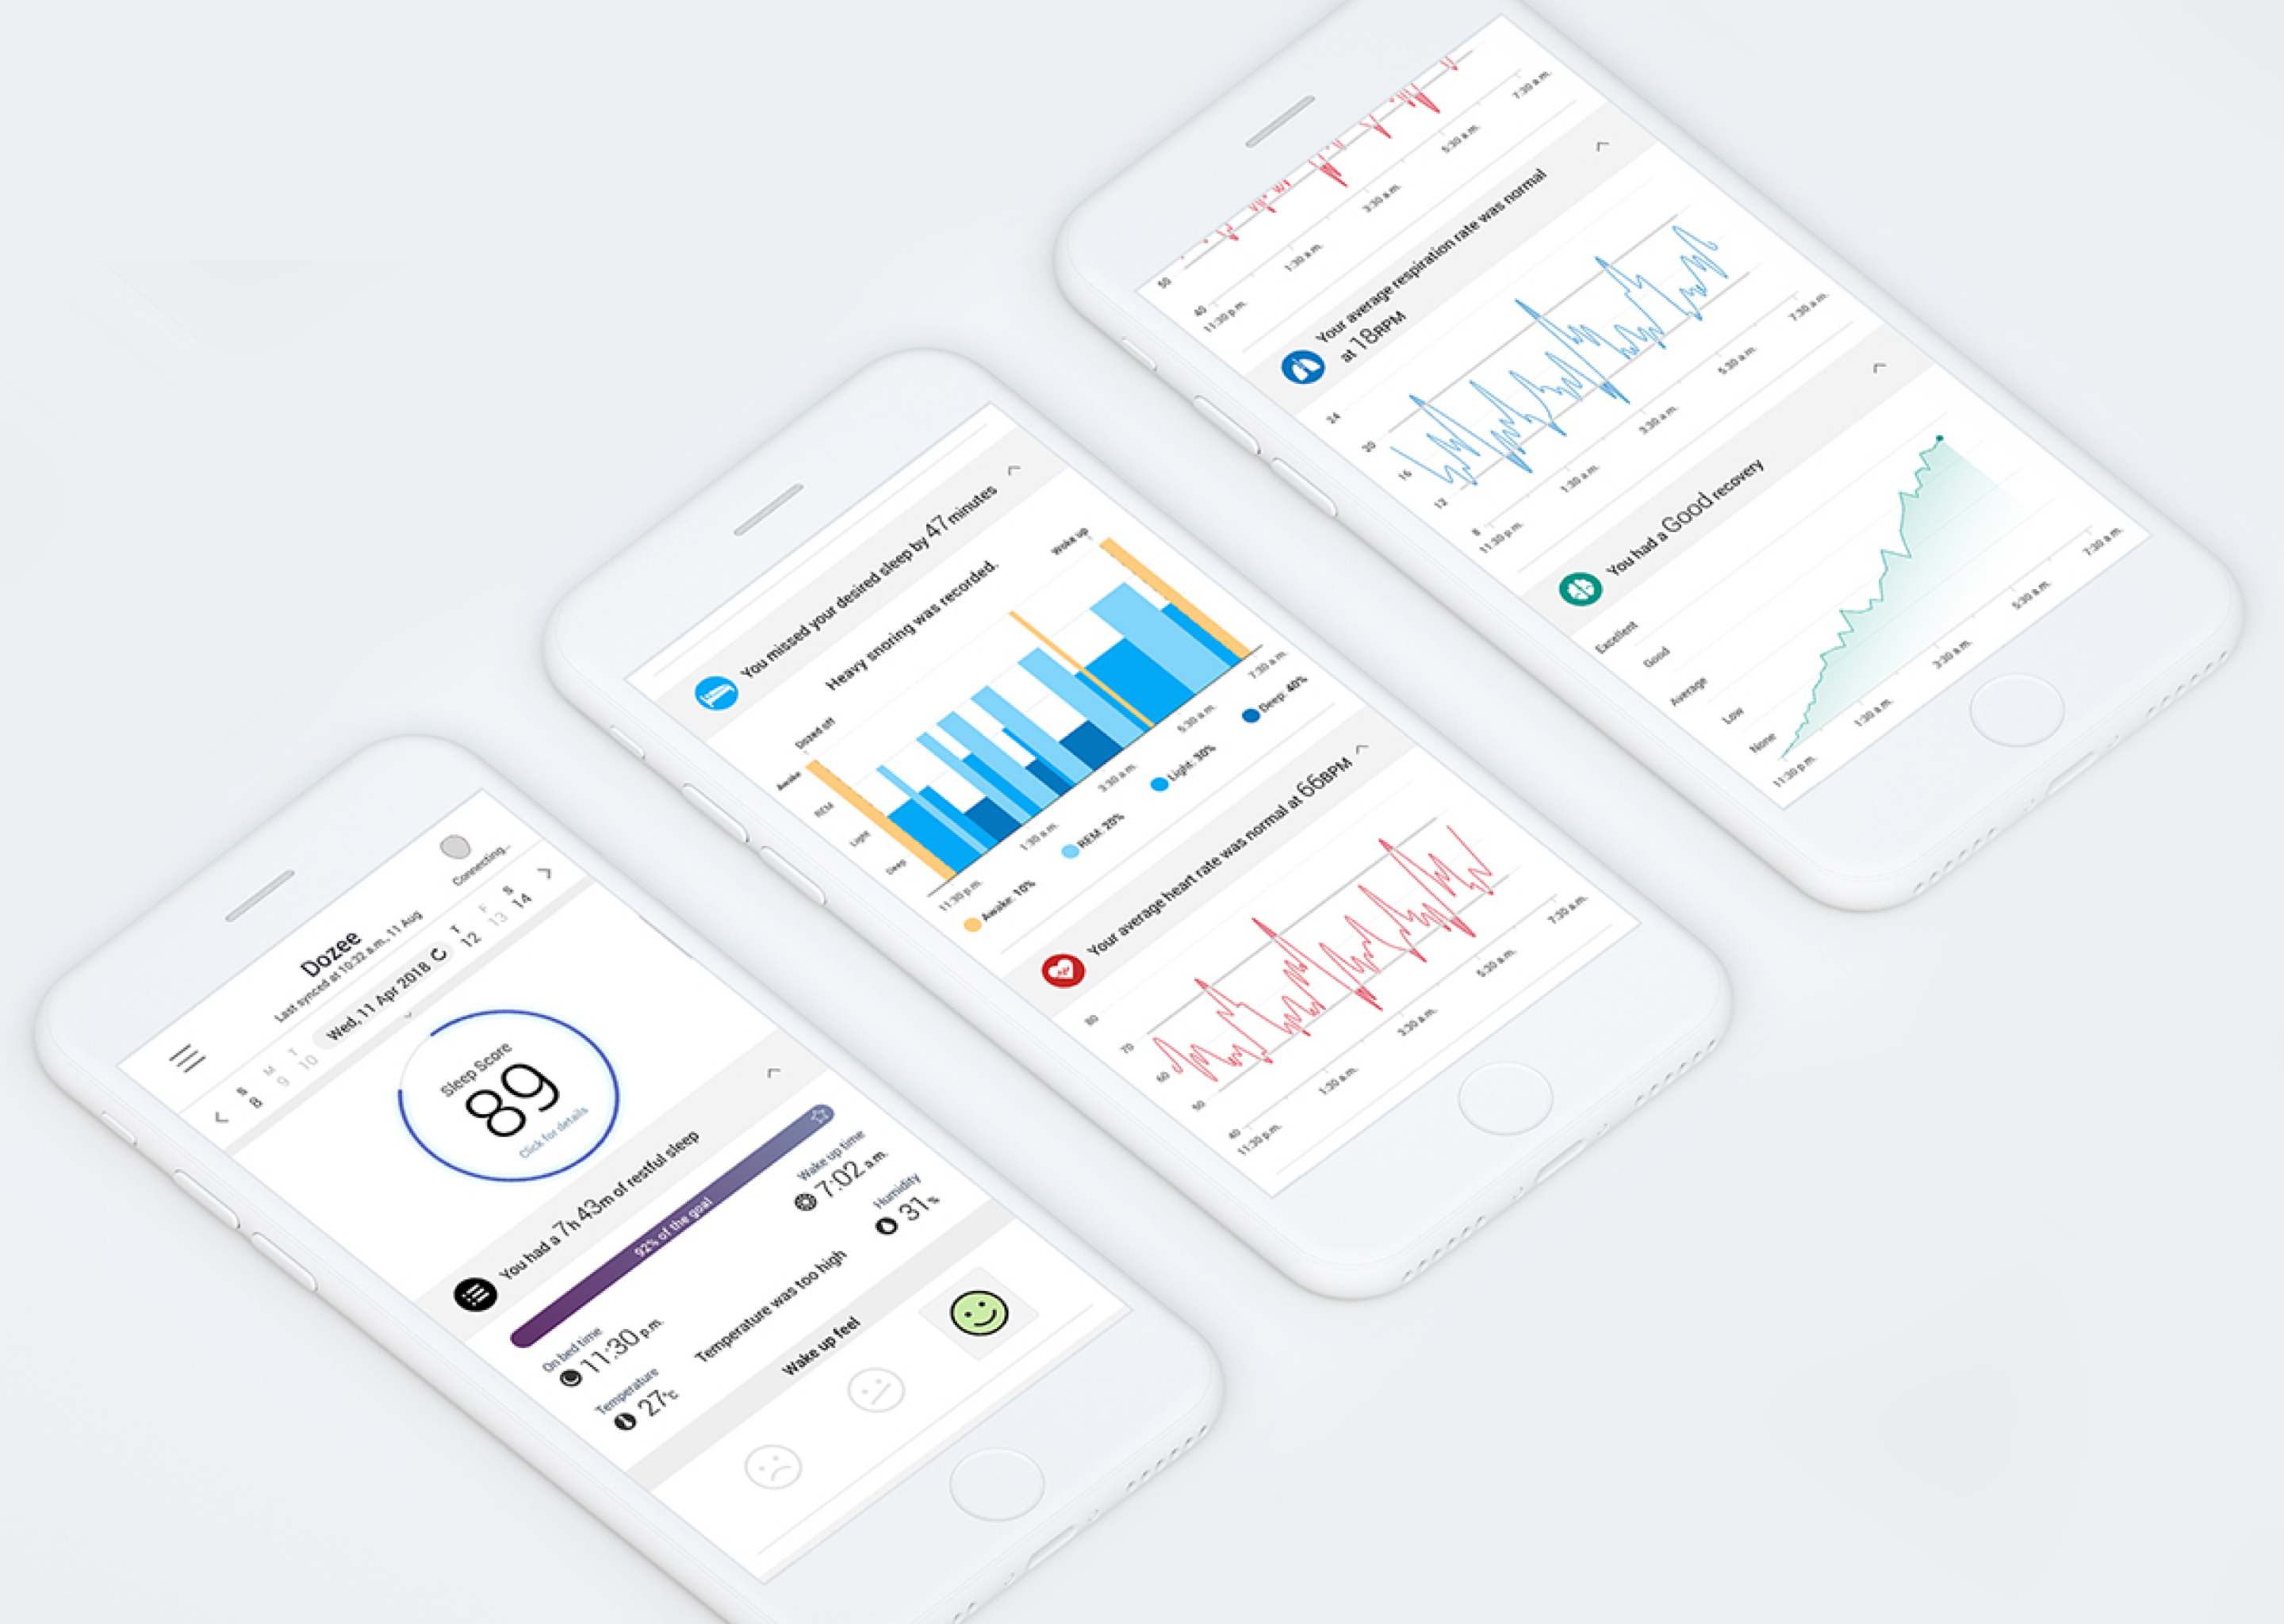 Dozee
Last synced at 10:32 a.m., 11 Aug
Connecting...
S M T T F S
8 9 10 Wed, 11 Apr 2018 12 13 14
Sleep Score
89
Click for details
You had a 7h 43m of restful sleep
92% of the goal
On bed time
11:30 p.m.
Wake up time
7:02 a.m.
Temperature
27°C
Temperature was too high
Humidity
31%
Wake up feel
You missed your desired sleep by 47 minutes
Heavy snoring was recorded.
Dozed off
Woke up
Awake
REM
Light
Deep
11:30 p.m. 1:30 a.m. 3:30 a.m. 5:30 a.m. 7:30 a.m.
Awake: 10% REM: 20% Light: 30% Deep: 40%
Your average heart rate was normal at 66BPM
80
70
60
50
40
11:30 p.m. 1:30 a.m. 3:30 a.m. 5:30 a.m. 7:30 a.m.
50
40
11:30 p.m. 1:30 a.m. 3:30 a.m. 5:30 a.m. 7:30 a.m.
Your average respiration rate was normal
at 18RPM
24
20
16
12
8
11:30 p.m. 1:30 a.m. 3:30 a.m. 5:30 a.m. 7:30 a.m.
You had a Good recovery
Excellent
Good
Average
Low
None
11:30 p.m. 1:30 a.m. 3:30 a.m. 5:30 a.m. 7:30 a.m.